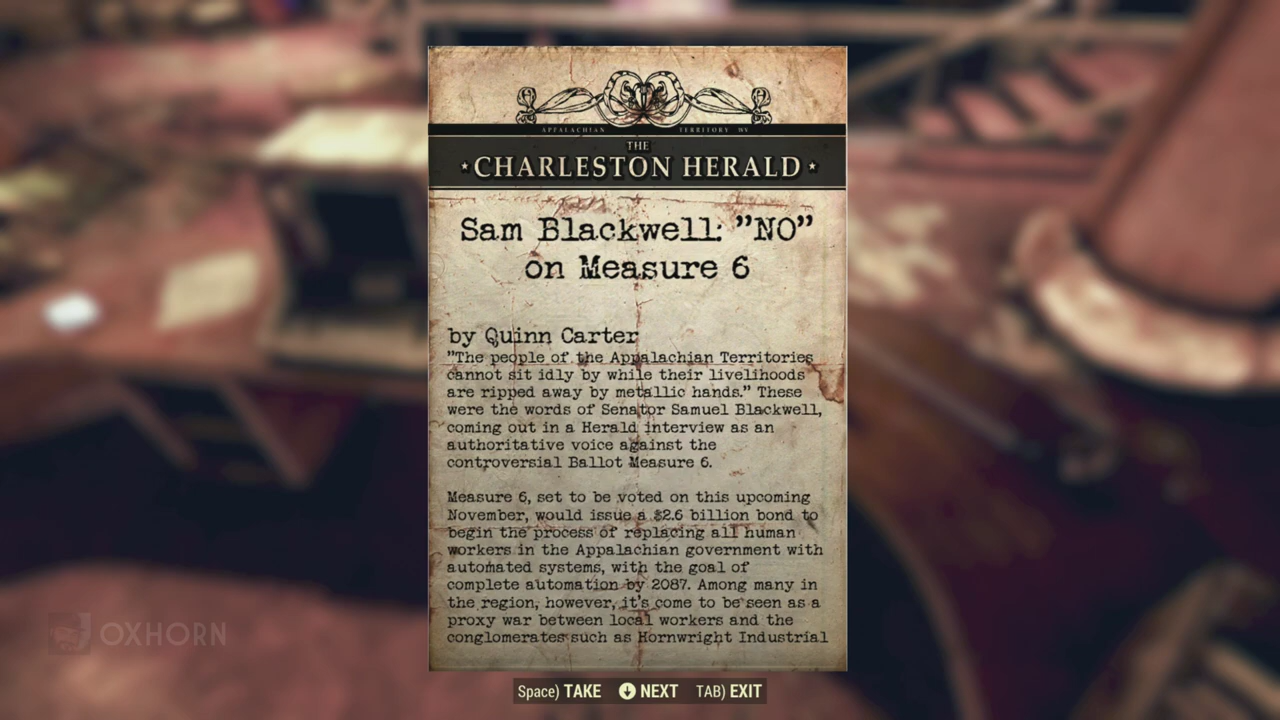 APPALACHIAN TERRITORY WV
THE
CHARLESTON HERALD
Sam Blackwell: "NO"
on Measure 6
by Quinn Carter
"The people of the Appalachian Territories
cannot sit idly by while their livelihoods
are ripped away by metallic hands." These
were the words of Senator Samuel Blackwell,
coming out in a Herald interview as an
authoritative voice against the
controversial Ballot Measure 6.
Measure 6, set to be voted on this upcoming
November, would issue a $2.6 billion bond to
begin the process of replacing all human
workers in the Appalachian government with
automated systems, with the goal of
complete automation by 2087. Among many in
the region, however, it's come to be seen as a
proxy war between local workers and the
conglomerates such as Hornwright Industrial
OXHORN
Space) TAKE NEXT TAB) EXIT